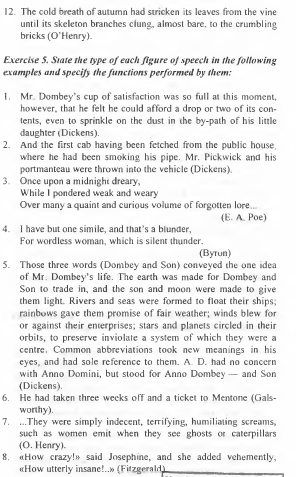 12. The cold breath of autumn had stricken its leaves from the vine
until its skeleton branches clung, almost bare, to the crumbling
bricks (O'Henry).
Exercise 5. State the type of each figure of speech in the following
examples and specify the functions performed by them:
1. Mr. Dombey's cup of satisfaction was so full at this moment,
however, that he felt he could afford a drop or two of its con-
tents, even to sprinkle on the dust in the by-path of his little
daughter (Dickens).
2. And the first cab having been fetched from the public house,
where he had been smoking his pipe. Mr. Pickwick and his
portmanteau were thrown into the vehicle (Dickens).
3. Once upon a midnight dreary,
While I pondered weak and weary
Over many a quaint and curious volume of forgotten lore...
(E. A. Poe)
4. I have but one simile, and that's a blunder,
For wordless woman, which is silent thunder.
(Byron)
5. Those three words (Dombey and Son) conveyed the one idea
of Mr. Dombey's life. The earth was made for Dombey and
Son to trade in, and the son and moon were made to give
them light. Rivers and seas were formed to float their ships;
rainbows gave them promise of fair weather; winds blew for
or against their enterprises; stars and planets circled in their
orbits, to preserve inviolate a system of which they were a
centre. Common abbreviations took new meanings in his
eyes, and had sole reference to them. A. D. had no concern
with Anno Domini, but stood for Anno Dombey — and Son
(Dickens).
6. He had taken three weeks off and a ticket to Mentone (Gals-
worthy).
7. ...They were simply indecent, terrifying, humiliating screams,
such as women emit when they see ghosts or caterpillars
(O. Henry).
8. «How crazy!» said Josephine, and she added vehemently,
«How utterly insane!..» (Fitzgerald)